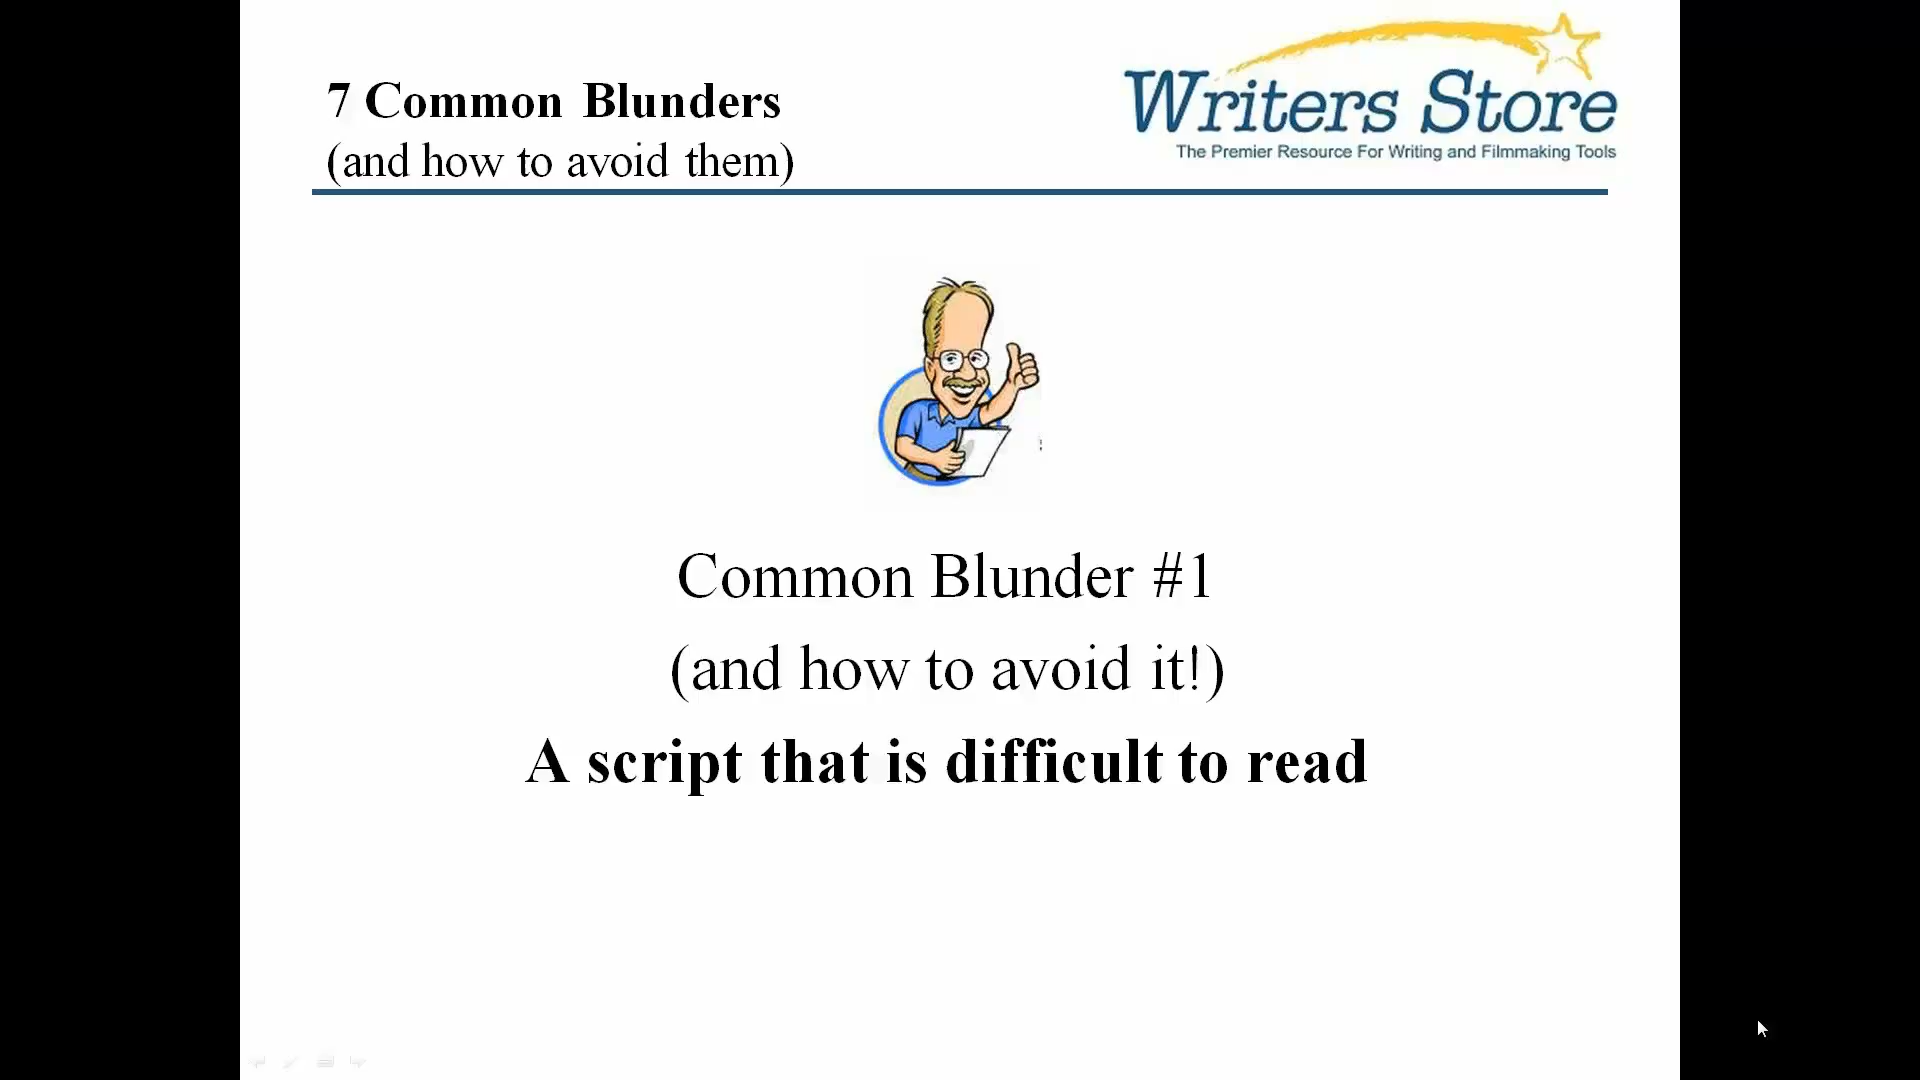 7 Common Blunders
(and how to avoid them)
Writers Store
The Premier Resource For Writing and Filmmaking Tools
Common Blunder #1
(and how to avoid it!)
A script that is difficult to read